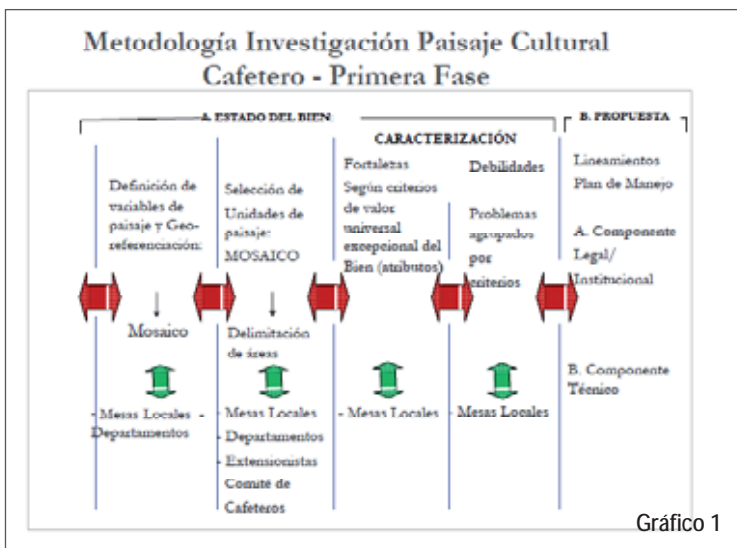 Metodología Investigación Paisaje Cultural
Cafetero - Primera Fase
A. ESTADO DEL BIEN:
B. PROPUESTA
CARACTERIZACIÓN
Definición de
variables de
paisaje y Geo-
referenciación:
Mosaico
- Mesas Locales -
Departamentos
Selección de
Unidades de
paisaje:
MOSAICO
Delimitación
de áreas
- Mesas Locales
- Departamentos
- Extensionistas
Comité de
Cafeteros
Fortalezas
Según criterios
de valor
universal
excepcional del
Bien (atributos)
- Mesas Locales
Debilidades
Problemas
agrupados
por
criterios
- Mesas Locales
Lineamientos
Plan de Manejo
A. Componente
Legal/
Institucional
B. Componente
Técnico
Gráfico 1